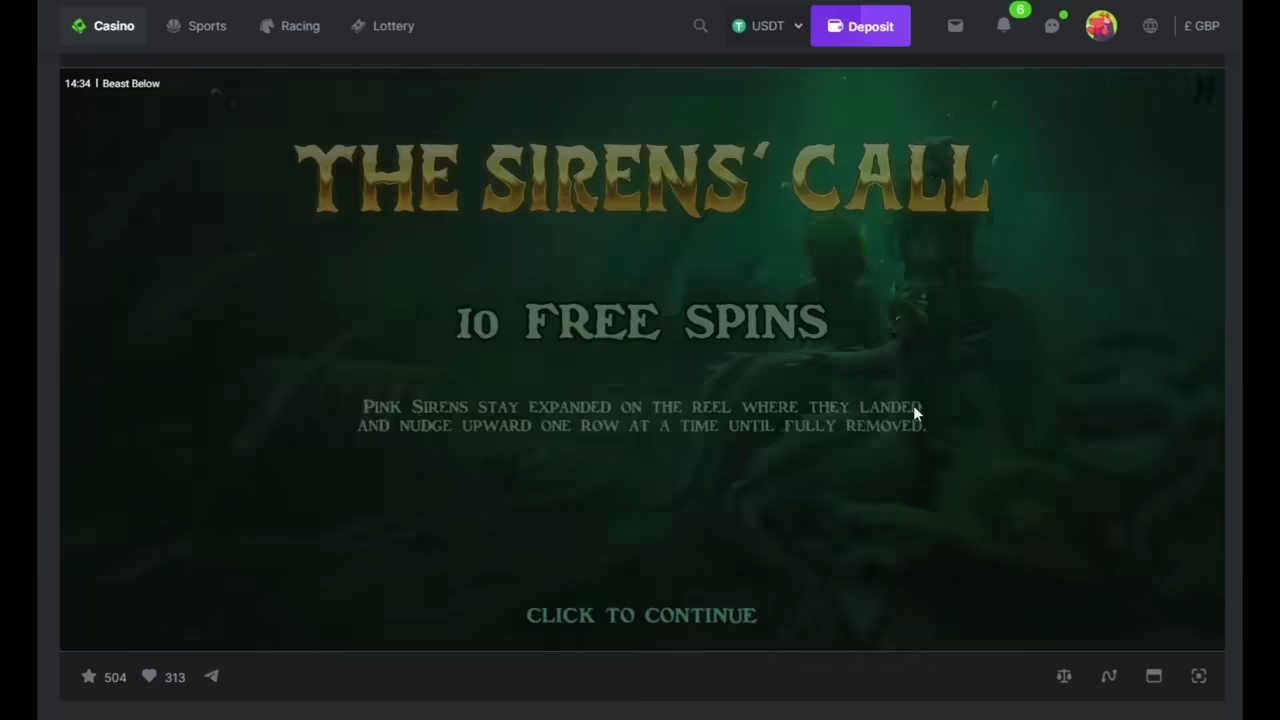 Casino Sports Racing Lottery USDT Deposit 6 £ GBP
14:34 | Beast Below
THE SIRENS' CALL
10 FREE SPINS
PINK SIRENS STAY EXPANDED ON THE REEL WHERE THEY LANDED
AND NUDGE UPWARD ONE ROW AT A TIME UNTIL FULLY REMOVED.
CLICK TO CONTINUE
504 313